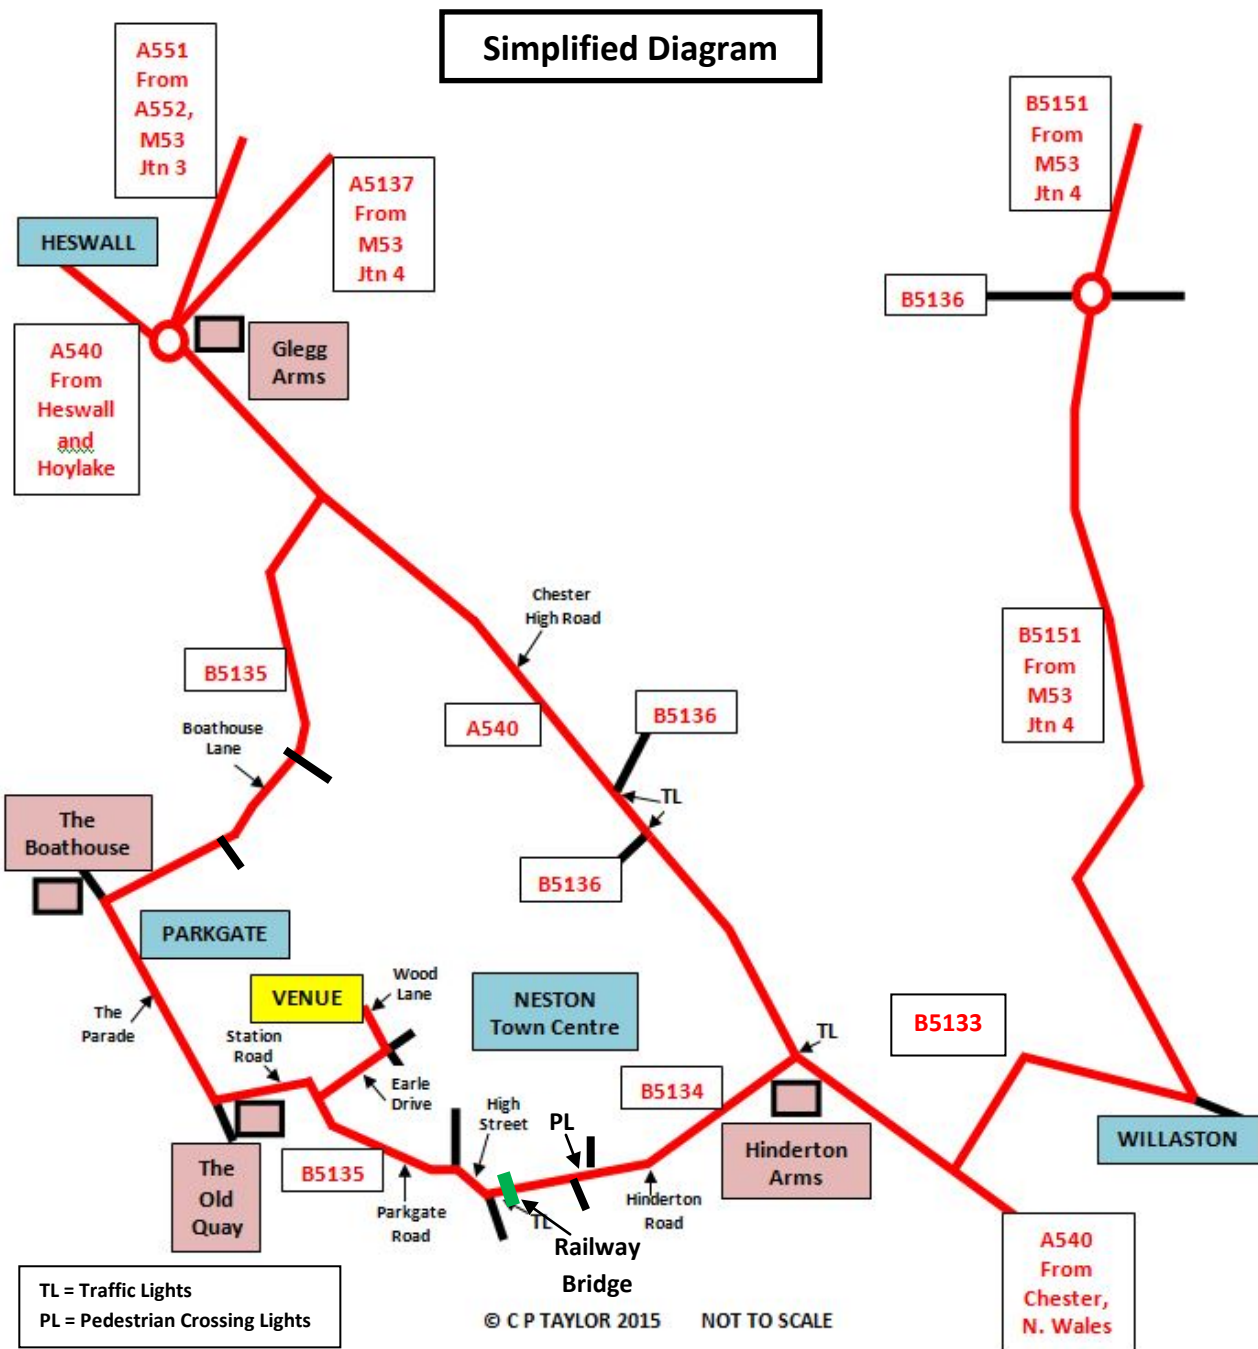 Simplified Diagram
A551
From
A552,
M53
Jtn 3
A5137
From
M53
Jtn 4
B5151
From
M53
Jtn 4
HESWALL
B5136
A540
From
Heswall
and
Hoylake
Glegg
Arms
Chester
High Road
B5135
B5151
From
M53
Jtn 4
A540
B5136
Boathouse
Lane
TL
The
Boathouse
B5136
PARKGATE
VENUE
Wood
Lane
NESTON
Town Centre
The
Parade
Station
Road
TL
B5133
Earle
Drive
B5134
High
Street
PL
WILLASTON
Hinderton
Arms
The
Old
Quay
B5135
Parkgate
Road
TL
Hinderton
Road
Railway
Bridge
A540
From
Chester,
N. Wales
TL = Traffic Lights
PL = Pedestrian Crossing Lights
© C P TAYLOR 2015 NOT TO SCALE